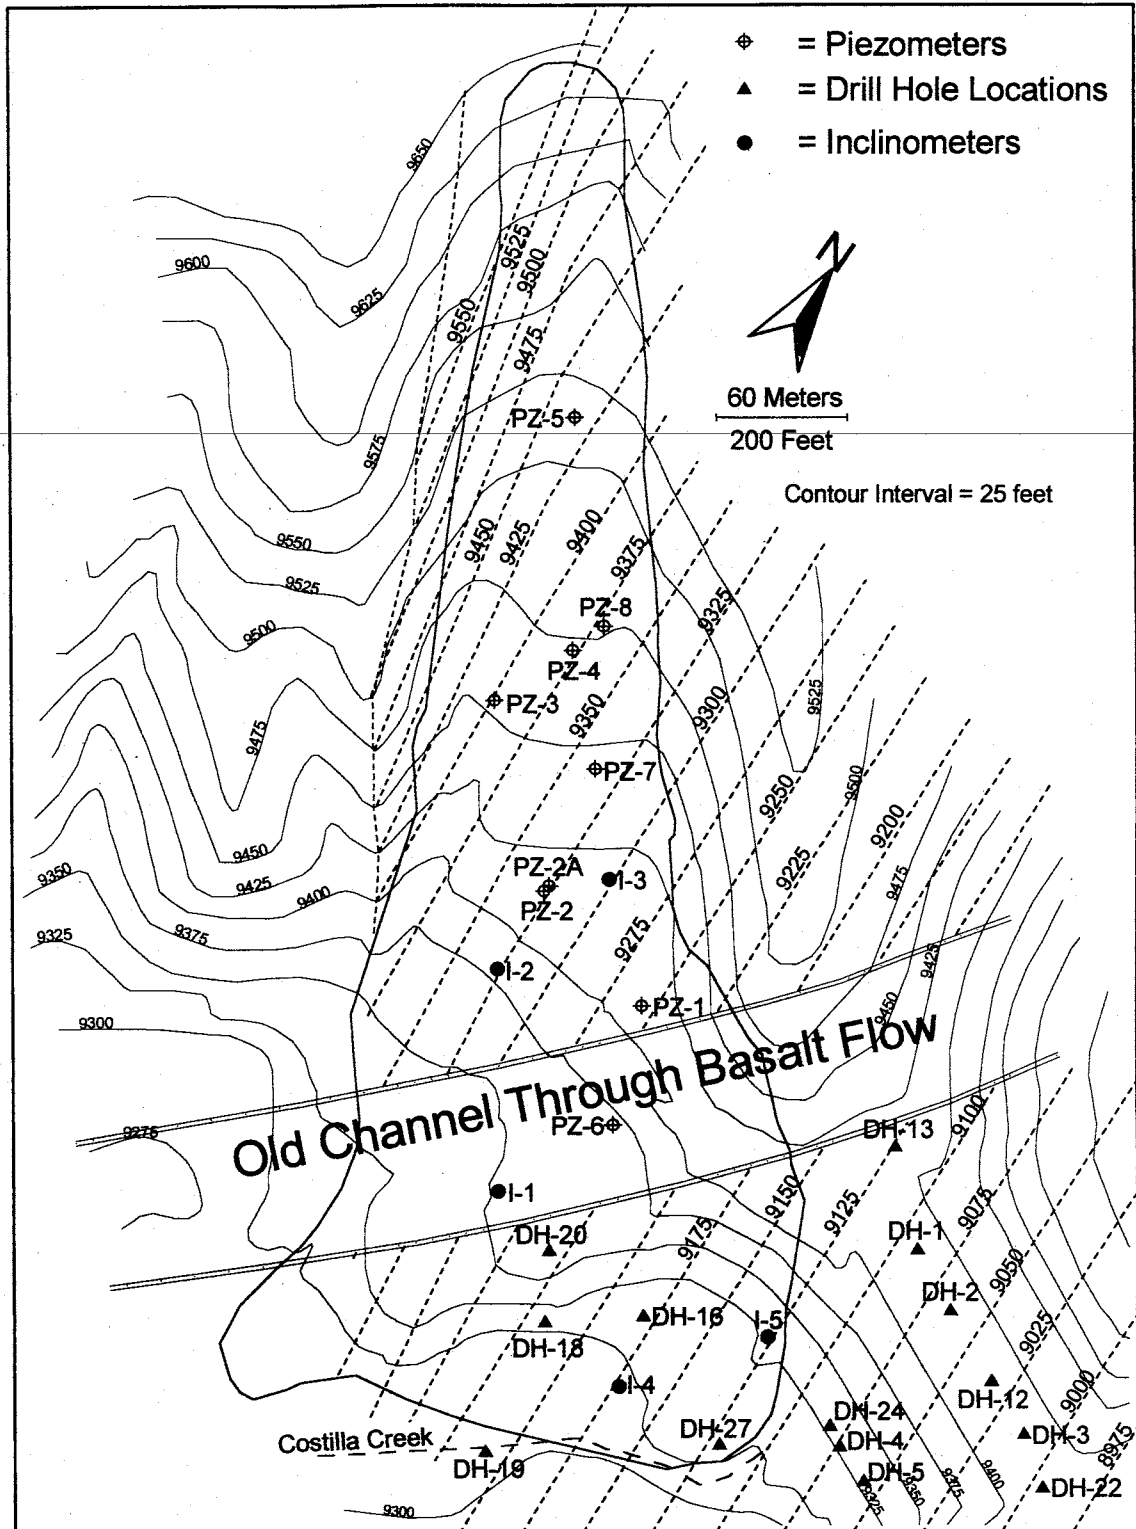 = Piezometers
= Drill Hole Locations
= Inclinometers
N
60 Meters
200 Feet
Contour Interval = 25 feet
9650
9600
9625
9575
9550
9525
9500
9475
9450
9425
9400
9350
9375
9325
9300
9275
9525
9500
9550
9475
9450
9425
9400
9375
9325
9350
9300
9250
9200
9225
9275
9525
9500
9475
9425
9450
PZ-5
PZ-8
PZ-4
PZ-3
PZ-7
PZ-2A
I-3
PZ-2
I-2
PZ-1
Old Channel Through Basalt Flow
PZ-6
DH-13
I-1
DH-20
DH-1
DH-2
DH-16
I-5
DH-18
I-4
DH-12
DH-24
DH-27
DH-4
DH-3
Costilla Creek
DH-19
DH-5
DH-22
9175
9150
9125
9100
9075
9050
9025
9000
8975
9300
9325
9350
9375
9400